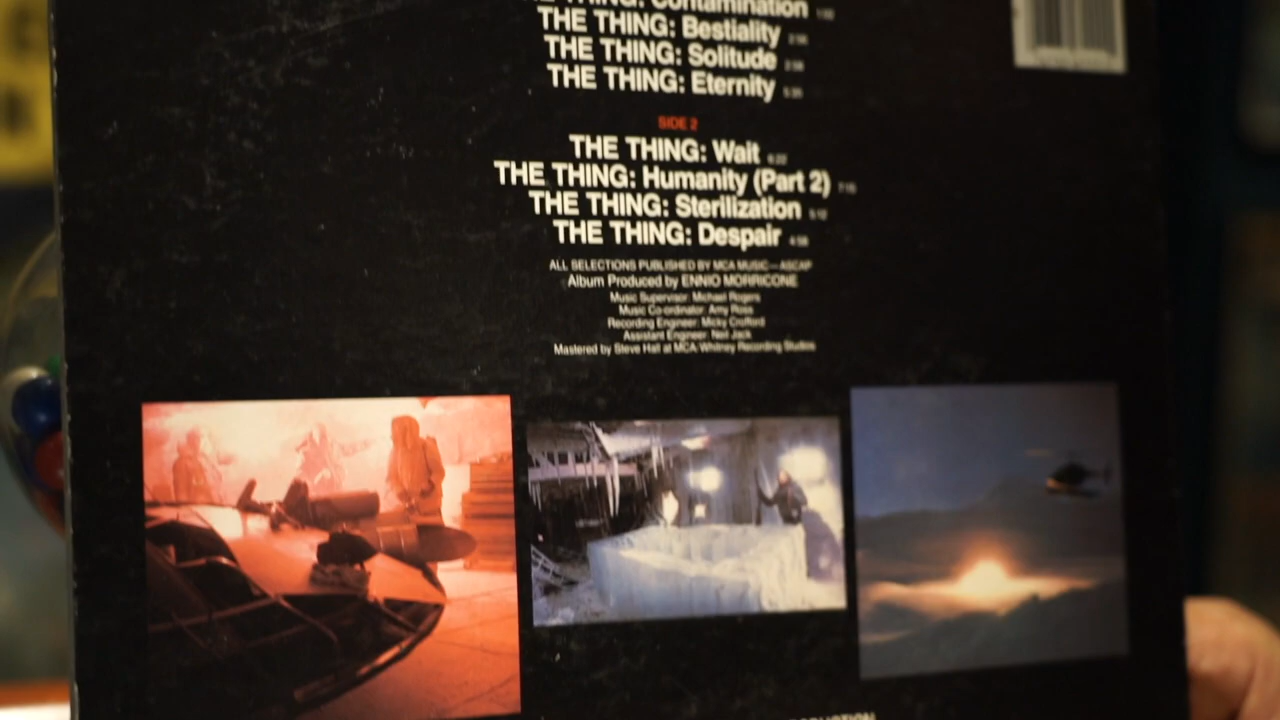 THE THING: Contamination
THE THING: Bestiality
THE THING: Solitude
THE THING: Eternity
SIDE 2
THE THING: Wait
THE THING: Humanity (Part 2)
THE THING: Sterilization
THE THING: Despair
ALL SELECTIONS PUBLISHED BY MCA MUSIC—ASCAP
Album Produced by ENNIO MORRICONE
Music Supervisor: Michael Rogers
Music Co-ordinator: Amy Ross
Recording Engineer: Micky Crofford
Assistant Engineer: Neil Jack
Mastered by Steve Hall at MCA/Whitney Recording Studios